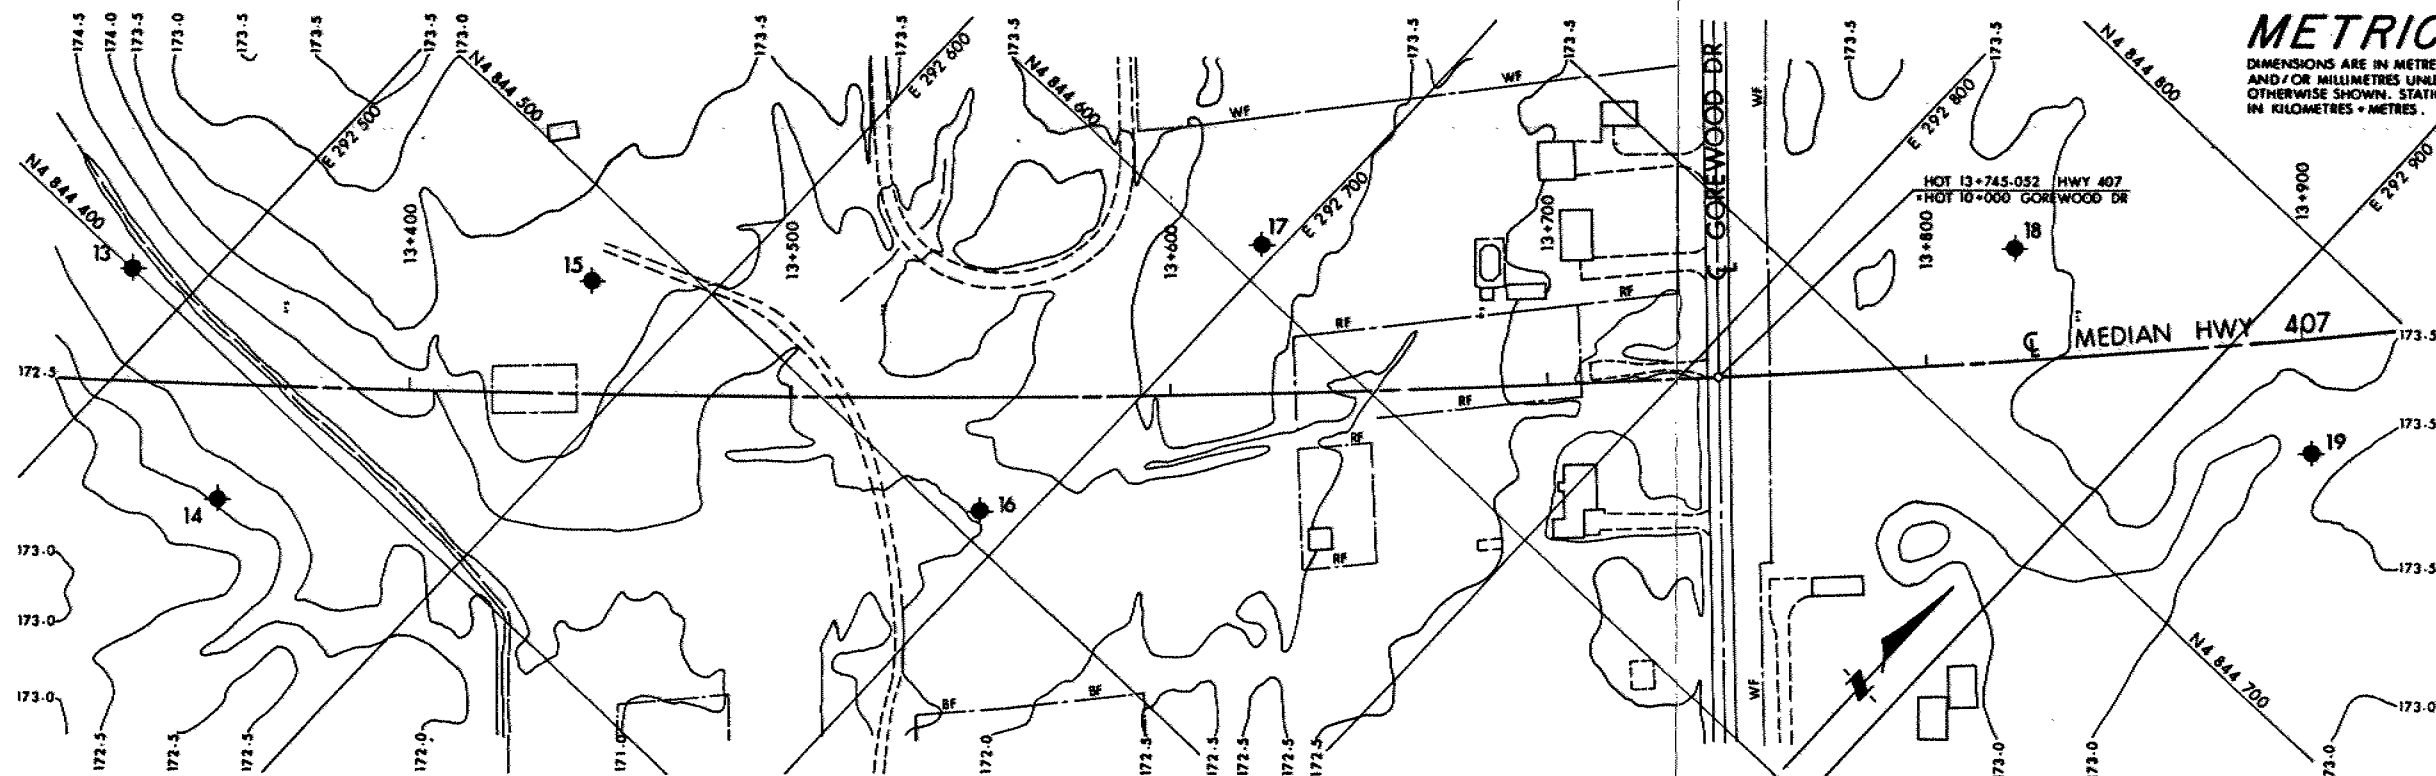 174.5
174.0
173.5
173.0
173.5
173.5
173.5
173.0
173.5
173.5
173.5
173.5
173.5
173.5
173.5
METRIC
DIMENSIONS ARE IN METRE
AND/OR MILLIMETRES UNL
OTHERWISE SHOWN. STATI
IN KILOMETRES + METRES.
N4 844 400
E 292 500
N4 844 500
E 292 600
N4 844 600
E 292 700
WF
WF
GOREWOOD DR
℄
WF
E 292 800
N4 844 800
E 292 900
HOT 13+745.052 HWY 407
*HOT 10+000 GOREWOOD DR
13
13+400
15
13+500
13+600
17
13+700
13+800
18
13+900
RF
RF
172.5
℄ MEDIAN HWY 407
173.5
RF
RF
173.5
14
16
19
RF
173.0
173.5
173.0
N4 844 700
173.0
BF
BF
WF
173.0
172.5
172.5
172.5
172.0
171.0
172.0
172.5
172.5
172.5
172.5
172.5
173.0
173.0
173.0